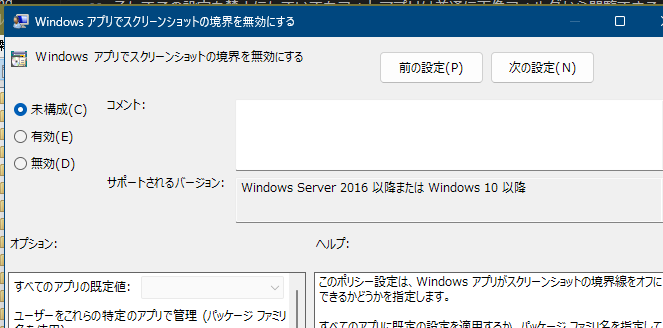 Windows アプリでスクリーンショットの境界を無効にする
Windows アプリでスクリーンショットの境界を無効にする
前の設定(P)
次の設定(N)
未構成(C)
有効(E)
無効(D)
コメント:
サポートされるバージョン:
Windows Server 2016 以降または Windows 10 以降
オプション:
ヘルプ:
すべてのアプリの既定値:
ユーザーをこれらの特定のアプリで管理 (パッケージ ファミリ
このポリシー設定は、Windows アプリがスクリーンショットの境界線をオフに
できるかどうかを指定します。
すべてのアプリに既定の設定を適用するか、パッケージ ファミリ名を指定して